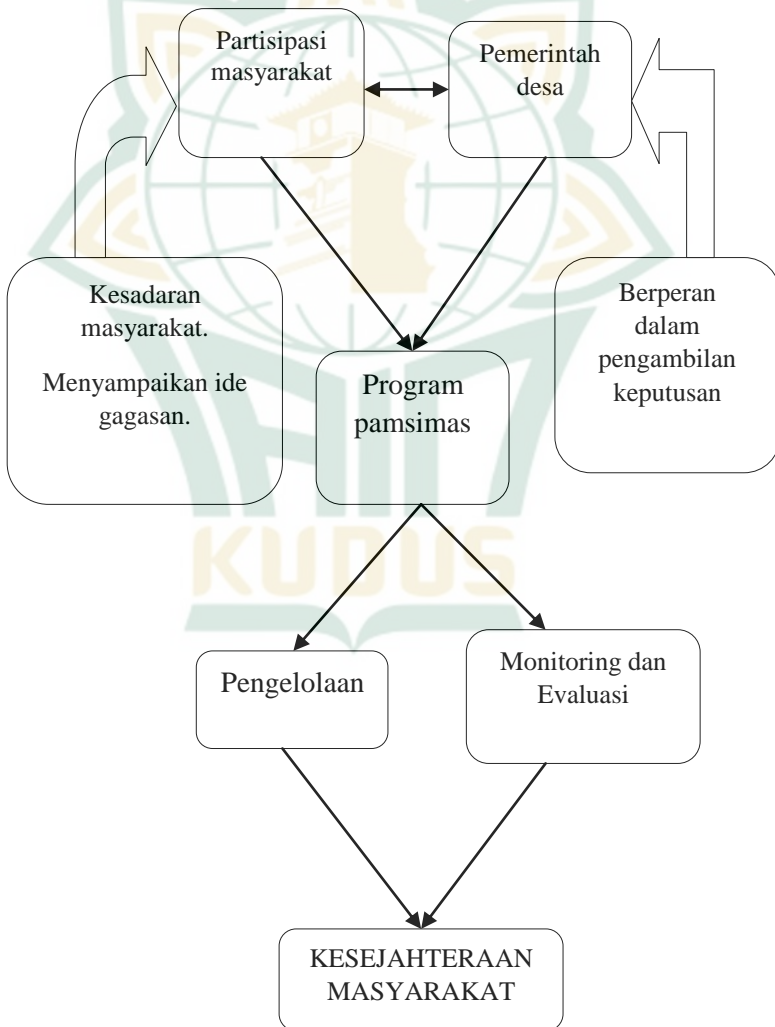 Partisipasi
masyarakat
Pemerintah
desa
Kesadaran
masyarakat.
Menyampaikan ide
gagasan.
Berperan
dalam
pengambilan
keputusan
Program
pamsimas
KUDUS
Pengelolaan
Monitoring dan
Evaluasi
KESEJAHTERAAN
MASYARAKAT